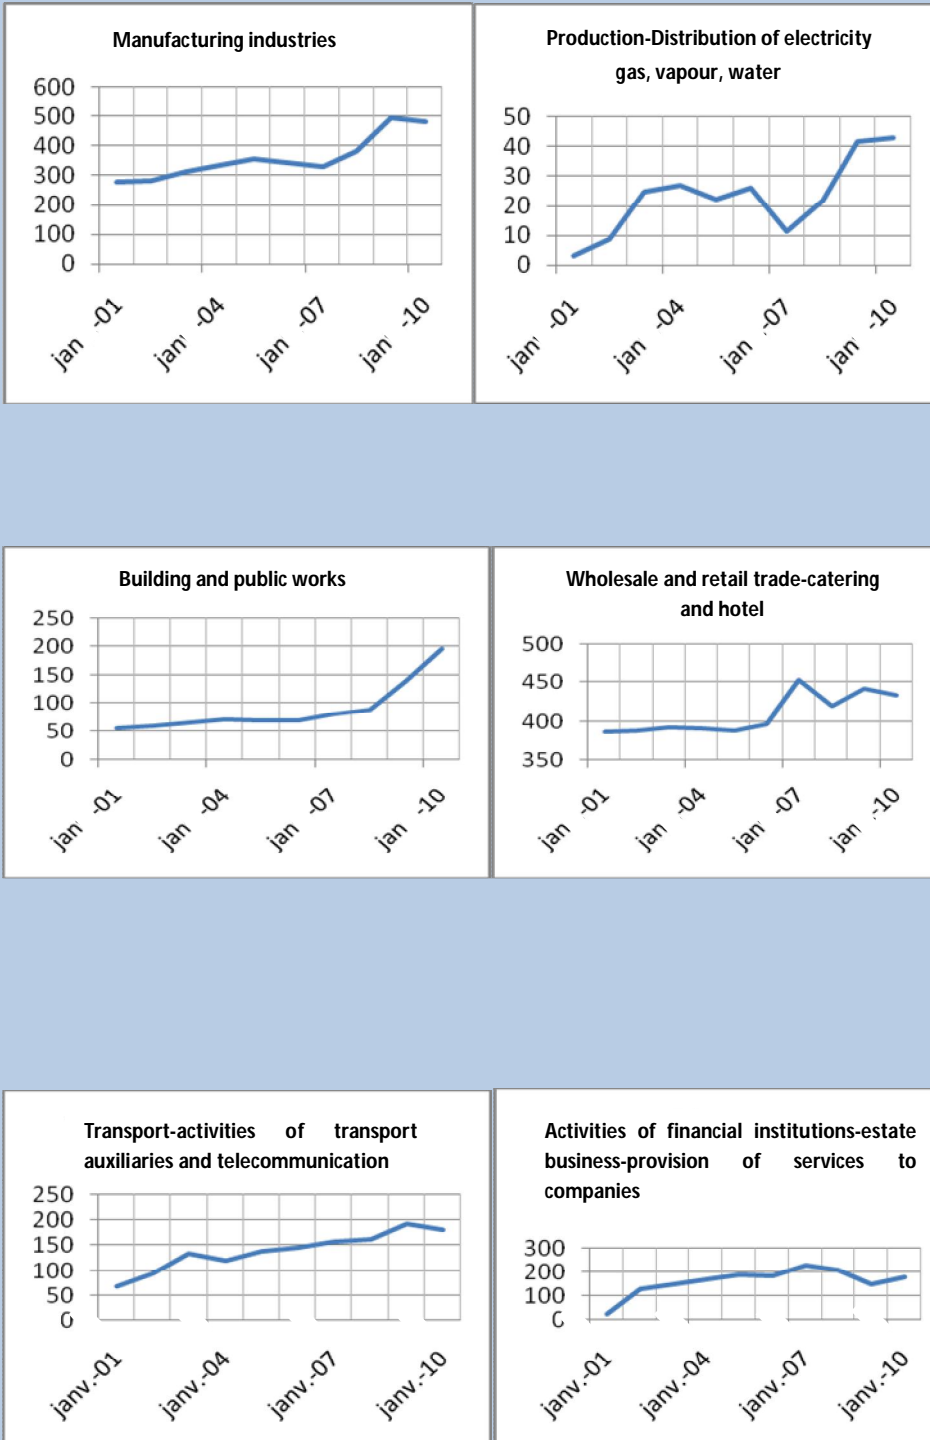 Manufacturing industries
600
500
400
300
200
100
0
jan -01
jan' -04
jan -07
jan' -10
Production-Distribution of electricity
gas, vapour, water
50
40
30
20
10
0
jan' -01
jan .-04
jan .-07
jan' -10
Building and public works
250
200
150
100
50
0
jan' -01
jan -04
jan .-07
jan -10
Wholesale and retail trade-catering
and hotel
500
450
400
350
jan -01
jan .-04
jan' -07
jan .-10
Transport-activities of transport
auxiliaries and telecommunication
250
200
150
100
50
0
janv.-01
janv.-04
janv.-07
janv.-10
Activities of financial institutions-estate
business-provision of services to
companies
300
200
100
0
janv.-01
janv.-04
janv.-07
janv.-10